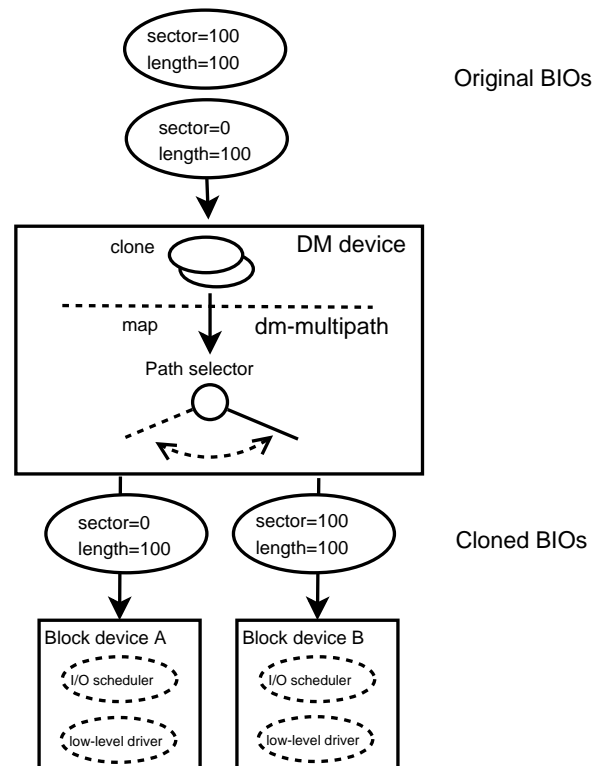 sector=100
length=100
Original BIOs
sector=0
length=100
DM device
clone
map
dm-multipath
Path selector
sector=0
length=100
sector=100
length=100
Cloned BIOs
Block device A
Block device B
I/O scheduler
I/O scheduler
low-level driver
low-level driver